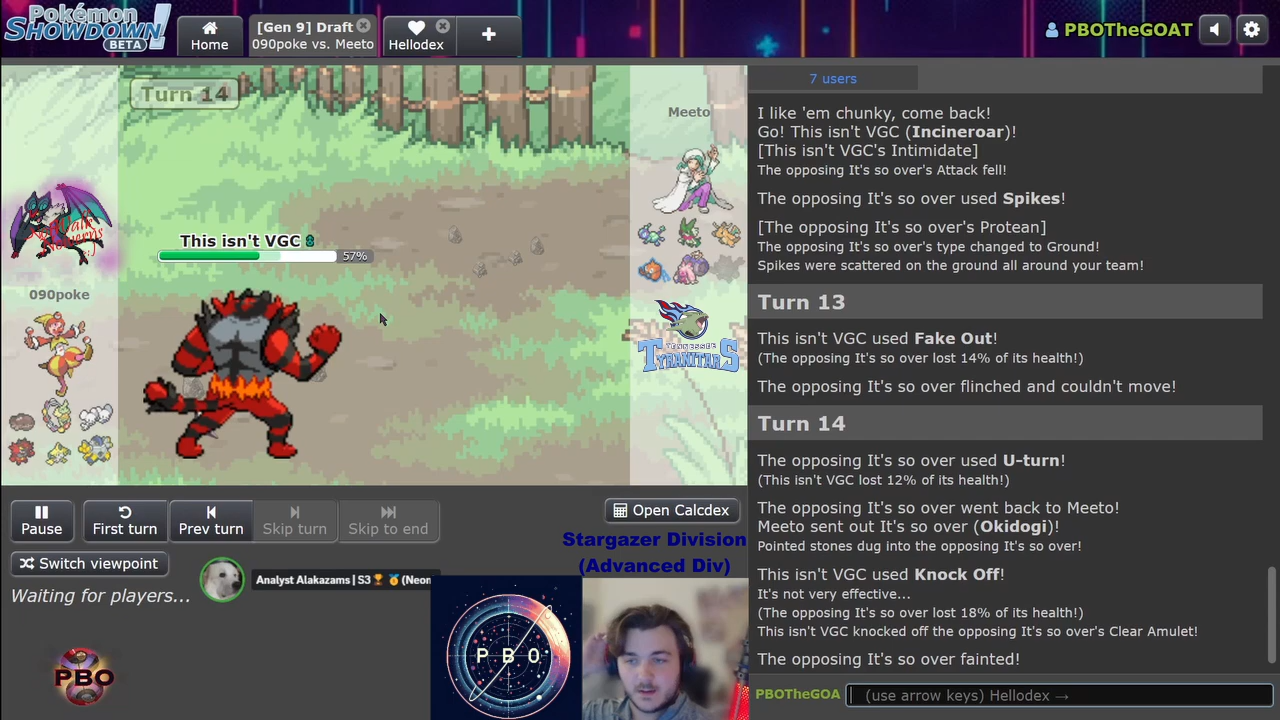 Pokémon
SHOWDOWN!
BETA
Home
[Gen 9] Draft
090poke vs. Meeto
Hellodex
PBOTheGOAT
Turn 14
Meeto
7 users
I like 'em chunky, come back!
Go! This isn't VGC (Incineroar)!
[This isn't VGC's Intimidate]
The opposing It's so over's Attack fell!
The opposing It's so over used Spikes!
[The opposing It's so over's Protean]
The opposing It's so over's type changed to Ground!
Spikes were scattered on the ground all around your team!
Turn 13
This isn't VGC used Fake Out!
(The opposing It's so over lost 14% of its health!)
The opposing It's so over flinched and couldn't move!
Turn 14
The opposing It's so over used U-turn!
(This isn't VGC lost 12% of its health!)
The opposing It's so over went back to Meeto!
Meeto sent out It's so over (Okidogi)!
Pointed stones dug into the opposing It's so over!
This isn't VGC used Knock Off!
It's not very effective...
(The opposing It's so over lost 18% of its health!)
This isn't VGC knocked off the opposing It's so over's Clear Amulet!
The opposing It's so over fainted!
PBOTheGOA
(use arrow keys) Hellodex →
This isn't VGC
57%
090poke
TENNESSEE
TYRANITARS
Pause
First turn
Prev turn
Skip turn
Skip to end
Open Calcdex
Switch viewpoint
Waiting for players...
Analyst Alakazams | S3 🏆 🏅(Neon
Stargazer Division
(Advanced Div)
PBO
PBO